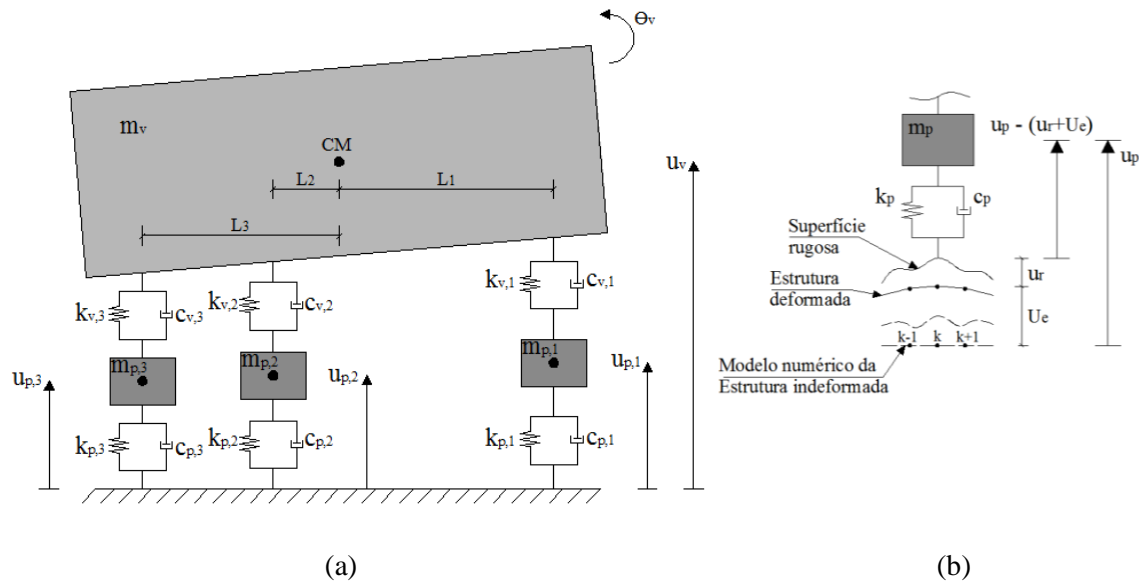 Θv
mv
CM
L2
L1
L3
uv
kv,3
cv,3
kv,2
cv,2
kv,1
cv,1
mp,3
mp,2
mp,1
up,3
up,2
up,1
kp,3
cp,3
kp,2
cp,2
kp,1
cp,1
(a)
mp
up - (ur+Ue)
up
kp
cp
Superfície
rugosa
ur
Estrutura
deformada
Ue
k-1
k
k+1
Modelo numérico da
Estrutura indeformada
(b)